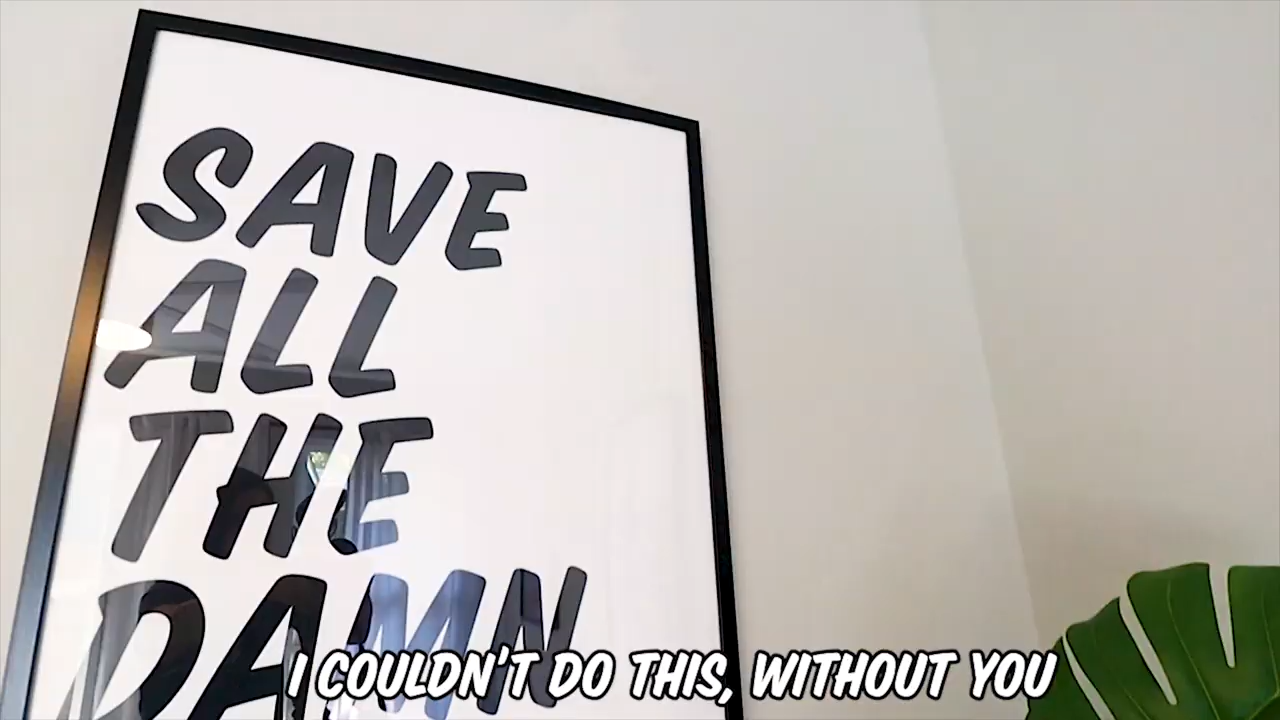 SAVE
ALL
THE
DAMN
I COULDN'T DO THIS, WITHOUT YOU